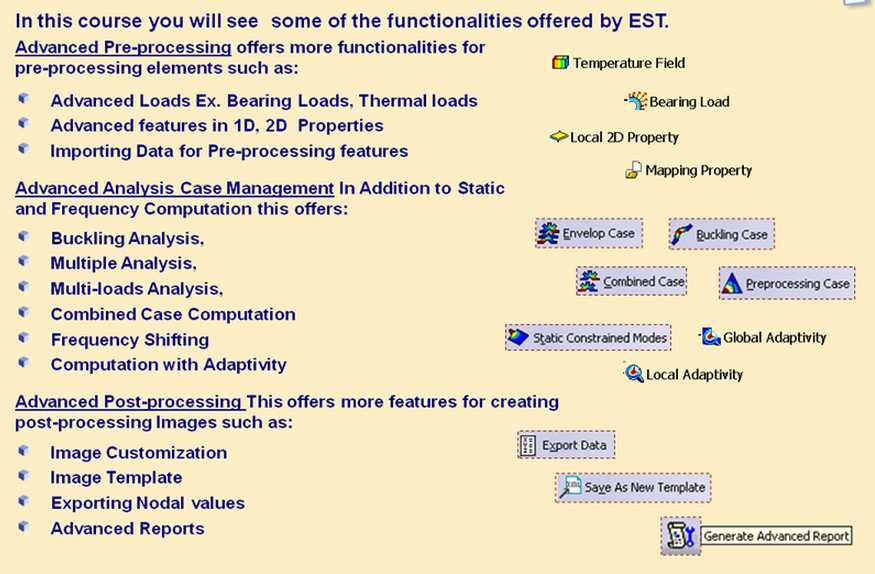 In this course you will see some of the functionalities offered by EST.
Advanced Pre-processing offers more functionalities for
pre-processing elements such as:
Advanced Loads Ex. Bearing Loads, Thermal loads
Advanced features in 1D, 2D Properties
Importing Data for Pre-processing features
Temperature Field
Bearing Load
Local 2D Property
Mapping Property
Advanced Analysis Case Management In Addition to Static
and Frequency Computation this offers:
Buckling Analysis,
Multiple Analysis,
Multi-loads Analysis,
Combined Case Computation
Frequency Shifting
Computation with Adaptivity
Envelop Case
Buckling Case
Combined Case
Preprocessing Case
Static Constrained Modes
Global Adaptivity
Local Adaptivity
Advanced Post-processing This offers more features for creating
post-processing Images such as:
Image Customization
Image Template
Exporting Nodal values
Advanced Reports
Export Data
Save As New Template
Generate Advanced Report